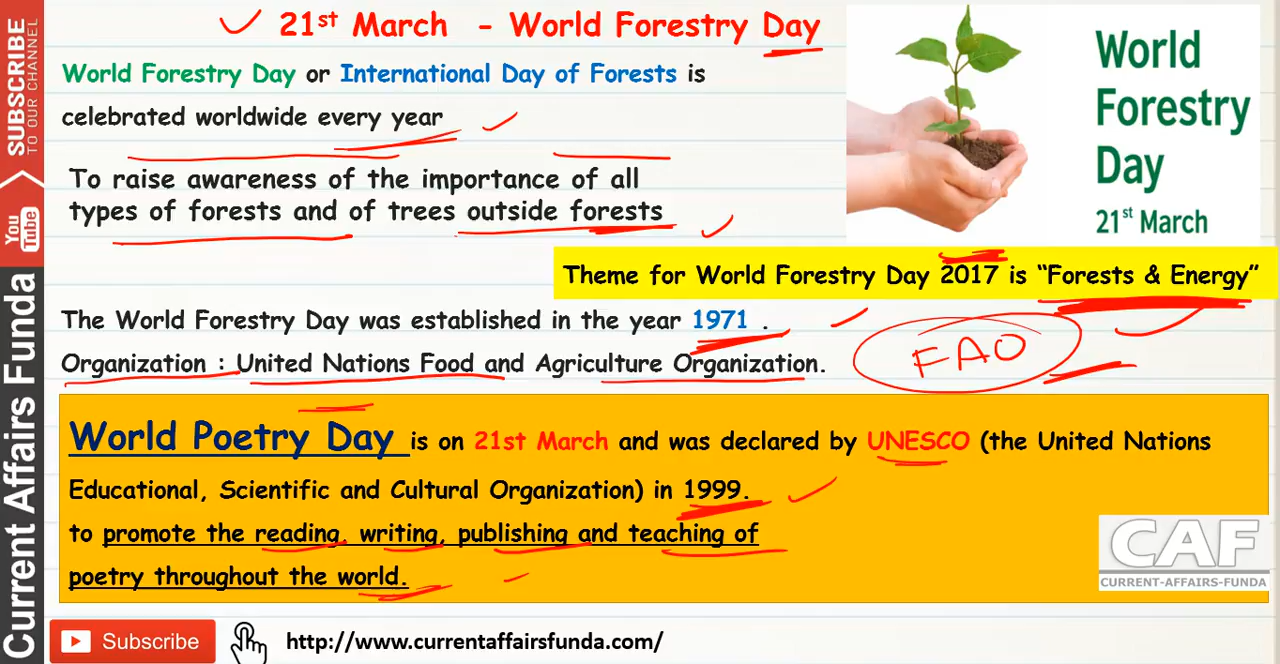 21st March - World Forestry Day
World Forestry Day or International Day of Forests is
celebrated worldwide every year
To raise awareness of the importance of all
types of forests and of trees outside forests
World
Forestry
Day
21st March
Theme for World Forestry Day 2017 is “Forests & Energy”
The World Forestry Day was established in the year 1971 .
Organization : United Nations Food and Agriculture Organization.
FAO
World Poetry Day is on 21st March and was declared by UNESCO (the United Nations
Educational, Scientific and Cultural Organization) in 1999.
to promote the reading, writing, publishing and teaching of
poetry throughout the world.
CAF
CURRENT-AFFAIRS-FUNDA
Subscribe
http://www.currentaffairsfunda.com/
SUBSCRIBE
TO OUR CHANNEL
You
Tube
Current Affairs Funda